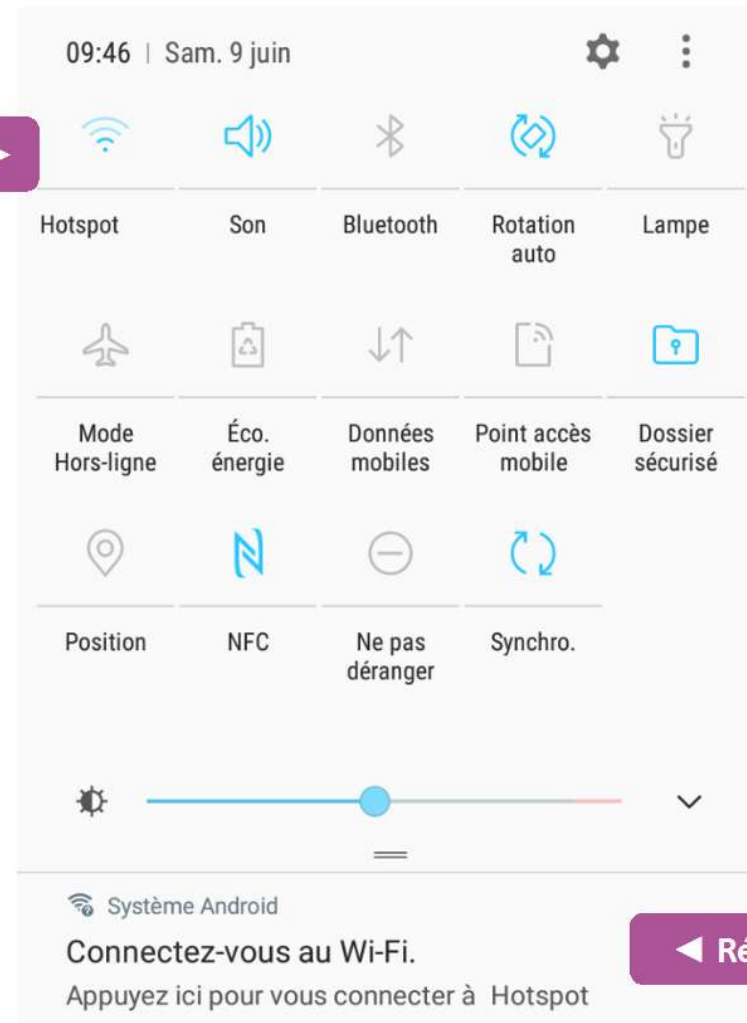 09:46 | Sam. 9 juin
Hotspot Son Bluetooth Rotation auto Lampe
Mode Hors-ligne Éco. énergie Données mobiles Point accès mobile Dossier sécurisé
Position NFC Ne pas déranger Synchro.
Système Android
Connectez-vous au Wi-Fi.
Appuyez ici pour vous connecter à Hotspot
◄ Ré